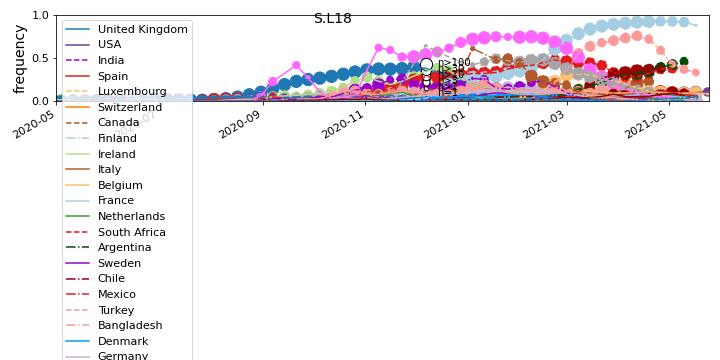 S.L18
frequency
1.0
0.5
0.0
2020-05
2020-07
2020-09
2020-11
2021-01
2021-03
2021-05
United Kingdom
USA
India
Spain
Luxembourg
Switzerland
Canada
Finland
Ireland
Italy
Belgium
France
Netherlands
South Africa
Argentina
Sweden
Chile
Mexico
Turkey
Bangladesh
Denmark
Germany
n>100